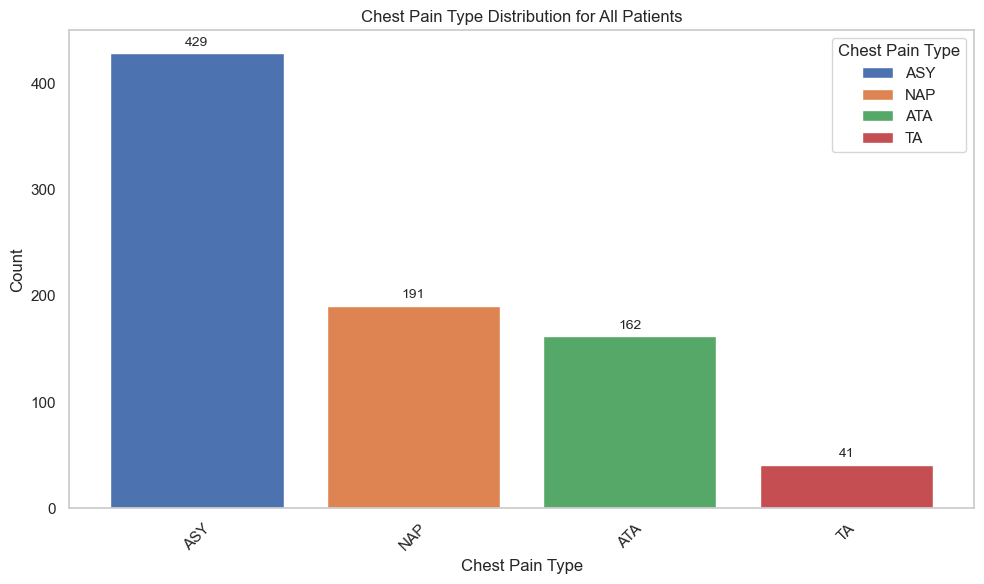 Chest Pain Type Distribution for All Patients
429
191
162
41
Chest Pain Type
ASY
NAP
ATA
TA
Count
400
300
200
100
0
ASY
NAP
ATA
TA
Chest Pain Type